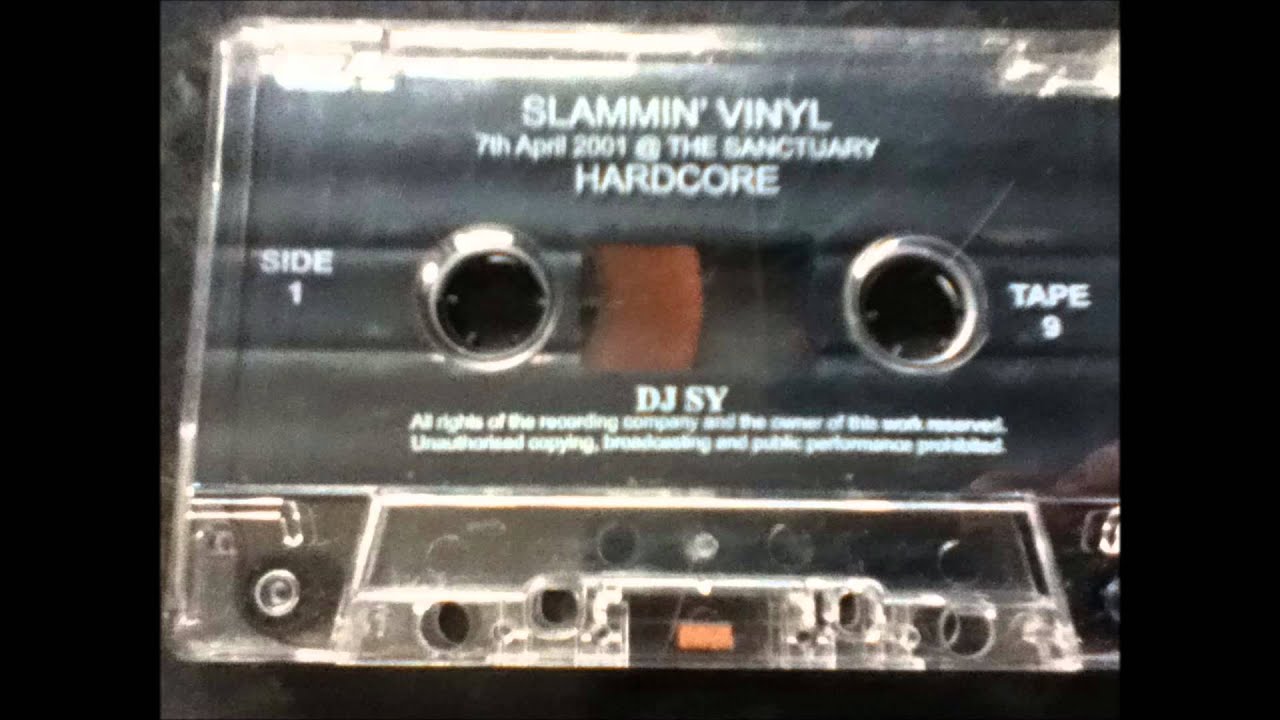 SLAMMIN' VINYL
7th April 2001 @ THE SANCTUARY
HARDCORE
SIDE
1
TAPE
9
DJ SY
All rights of the recording company and the owner of this work reserved.
Unauthorised copying, broadcasting and public performance prohibited.